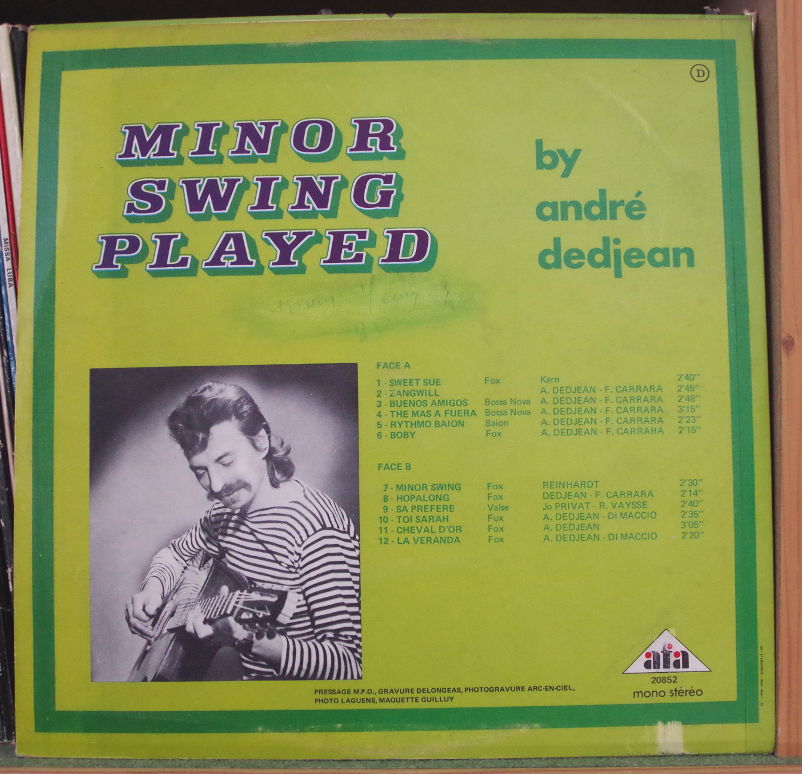 D
MINOR
SWING
PLAYED
by
andré
dedjean
MISSA LUBA
FACE A
1 - SWEET SUE Fox Kern 2'40"
2 - ZANGWILL A. DEDJEAN - F. CARRARA 2'45"
3 - BUENOS AMIGOS Bossa Nova A. DEDJEAN - F. CARRARA 2'48"
4 - THE MAS A FUERA Bossa Nova A. DEDJEAN - F. CARRARA 3'15"
5 - RYTHMO BAION Baion A. DEDJEAN - F. CARRARA 2'23"
6 - BOBY Fox A. DEDJEAN - F. CARRARA 2'16"
FACE B
7 - MINOR SWING Fox REINHARDT 2'30"
8 - HOPALONG Fox DEDJEAN - F. CARRARA 2'14"
9 - SA PREFERE Valse Jo PRIVAT - R. VAYSSE 2'40"
10 - TOI SARAH Fox A. DEDJEAN - DI MACCIO 2'35"
11 - CHEVAL D'OR Fox A. DEDJEAN 3'05"
12 - LA VERANDA Fox A. DEDJEAN - DI MACCIO 2'20"
PRESSAGE M.P.O., GRAVURE DELONGEAS, PHOTOGRAVURE ARC-EN-CIEL,
PHOTO LAGUENS, MAQUETTE GUILLUY
20852
mono stéréo